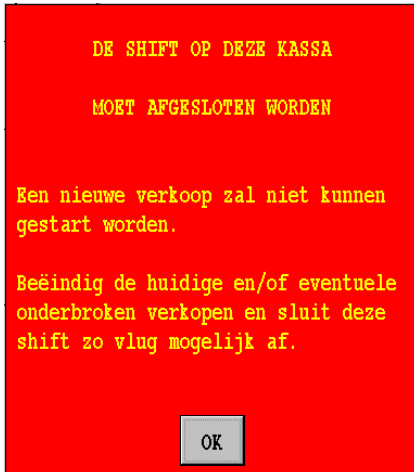 DE SHIFT OP DEZE KASSA
MOET AFGESLOTEN WORDEN
Een nieuwe verkoop zal niet kunnen
gestart worden.
Beëindig de huidige en/of eventuele
onderbroken verkopen en sluit deze
shift zo vlug mogelijk af.
OK